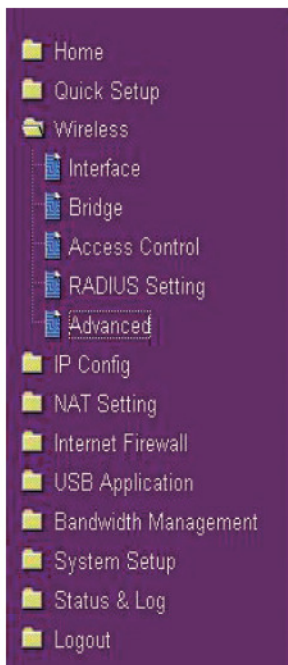 Home
Quick Setup
Wireless
Interface
Bridge
Access Control
RADIUS Setting
Advanced
IP Config
NAT Setting
Internet Firewall
USB Application
Bandwidth Management
System Setup
Status & Log
Logout